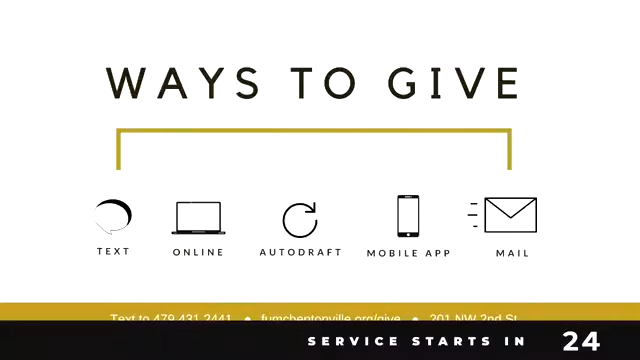 WAYS TO GIVE
TEXT
ONLINE
AUTODRAFT
MOBILE APP
MAIL
Text to 479.431.2441 • fumcbentonville.org/give • 201 NW 2nd St
SERVICE STARTS IN 24